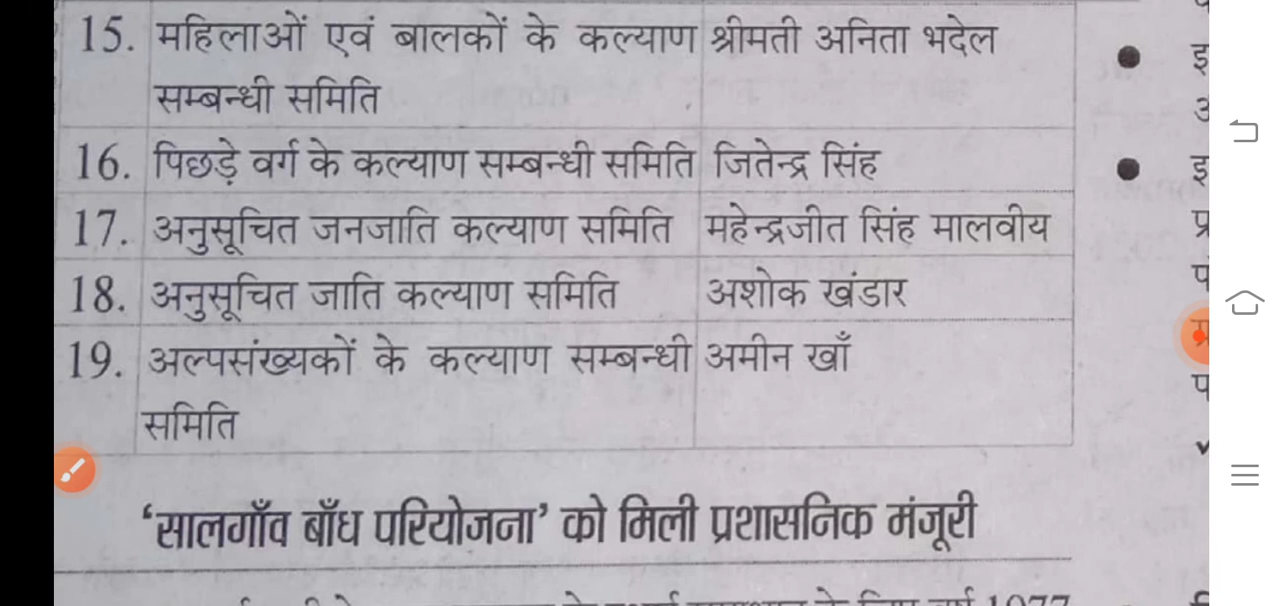 15. महिलाओं एवं बालकों के कल्याण श्रीमती अनिता भदेल
सम्बन्धी समिति
16. पिछड़े वर्ग के कल्याण सम्बन्धी समिति जितेन्द्र सिंह
17. अनुसूचित जनजाति कल्याण समिति महेन्द्रजीत सिंह मालवीय
18. अनुसूचित जाति कल्याण समिति अशोक खंडार
19. अल्पसंख्यकों के कल्याण सम्बन्धी अमीन खाँ
समिति
‘सालगाँव बाँध परियोजना’ को मिली प्रशासनिक मंजूरी